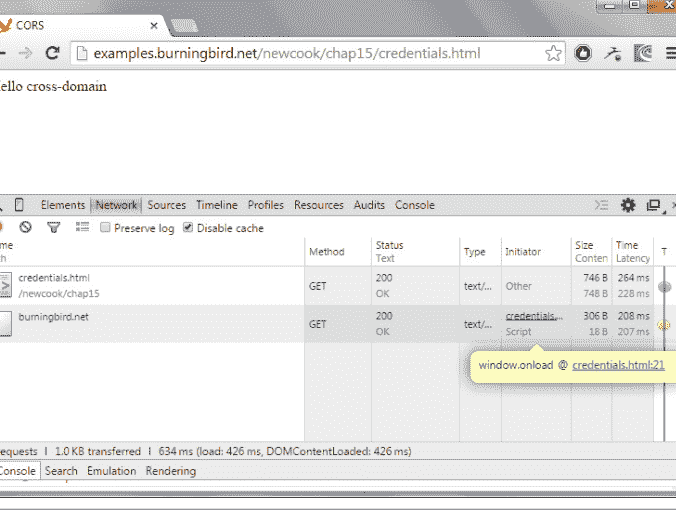 CORS
examples.burningbird.net/newcook/chap15/credentials.html
ello cross-domain
Elements Network Sources Timeline Profiles Resources Audits Console
Preserve log Disable cache
me Method Status Type Initiator Size Time T
th Text Conten Latency
credentials.html GET 200 text/... Other 746 B 264 ms
/newcook/chap15 OK 748 B 228 ms
burningbird.net GET 200 text/... credentials.... 306 B 208 ms
OK Script 18 B 207 ms
window.onload @ credentials.html:21
equests | 1.0 KB transferred | 634 ms (load: 426 ms, DOMContentLoaded: 426 ms)
Console Search Emulation Rendering